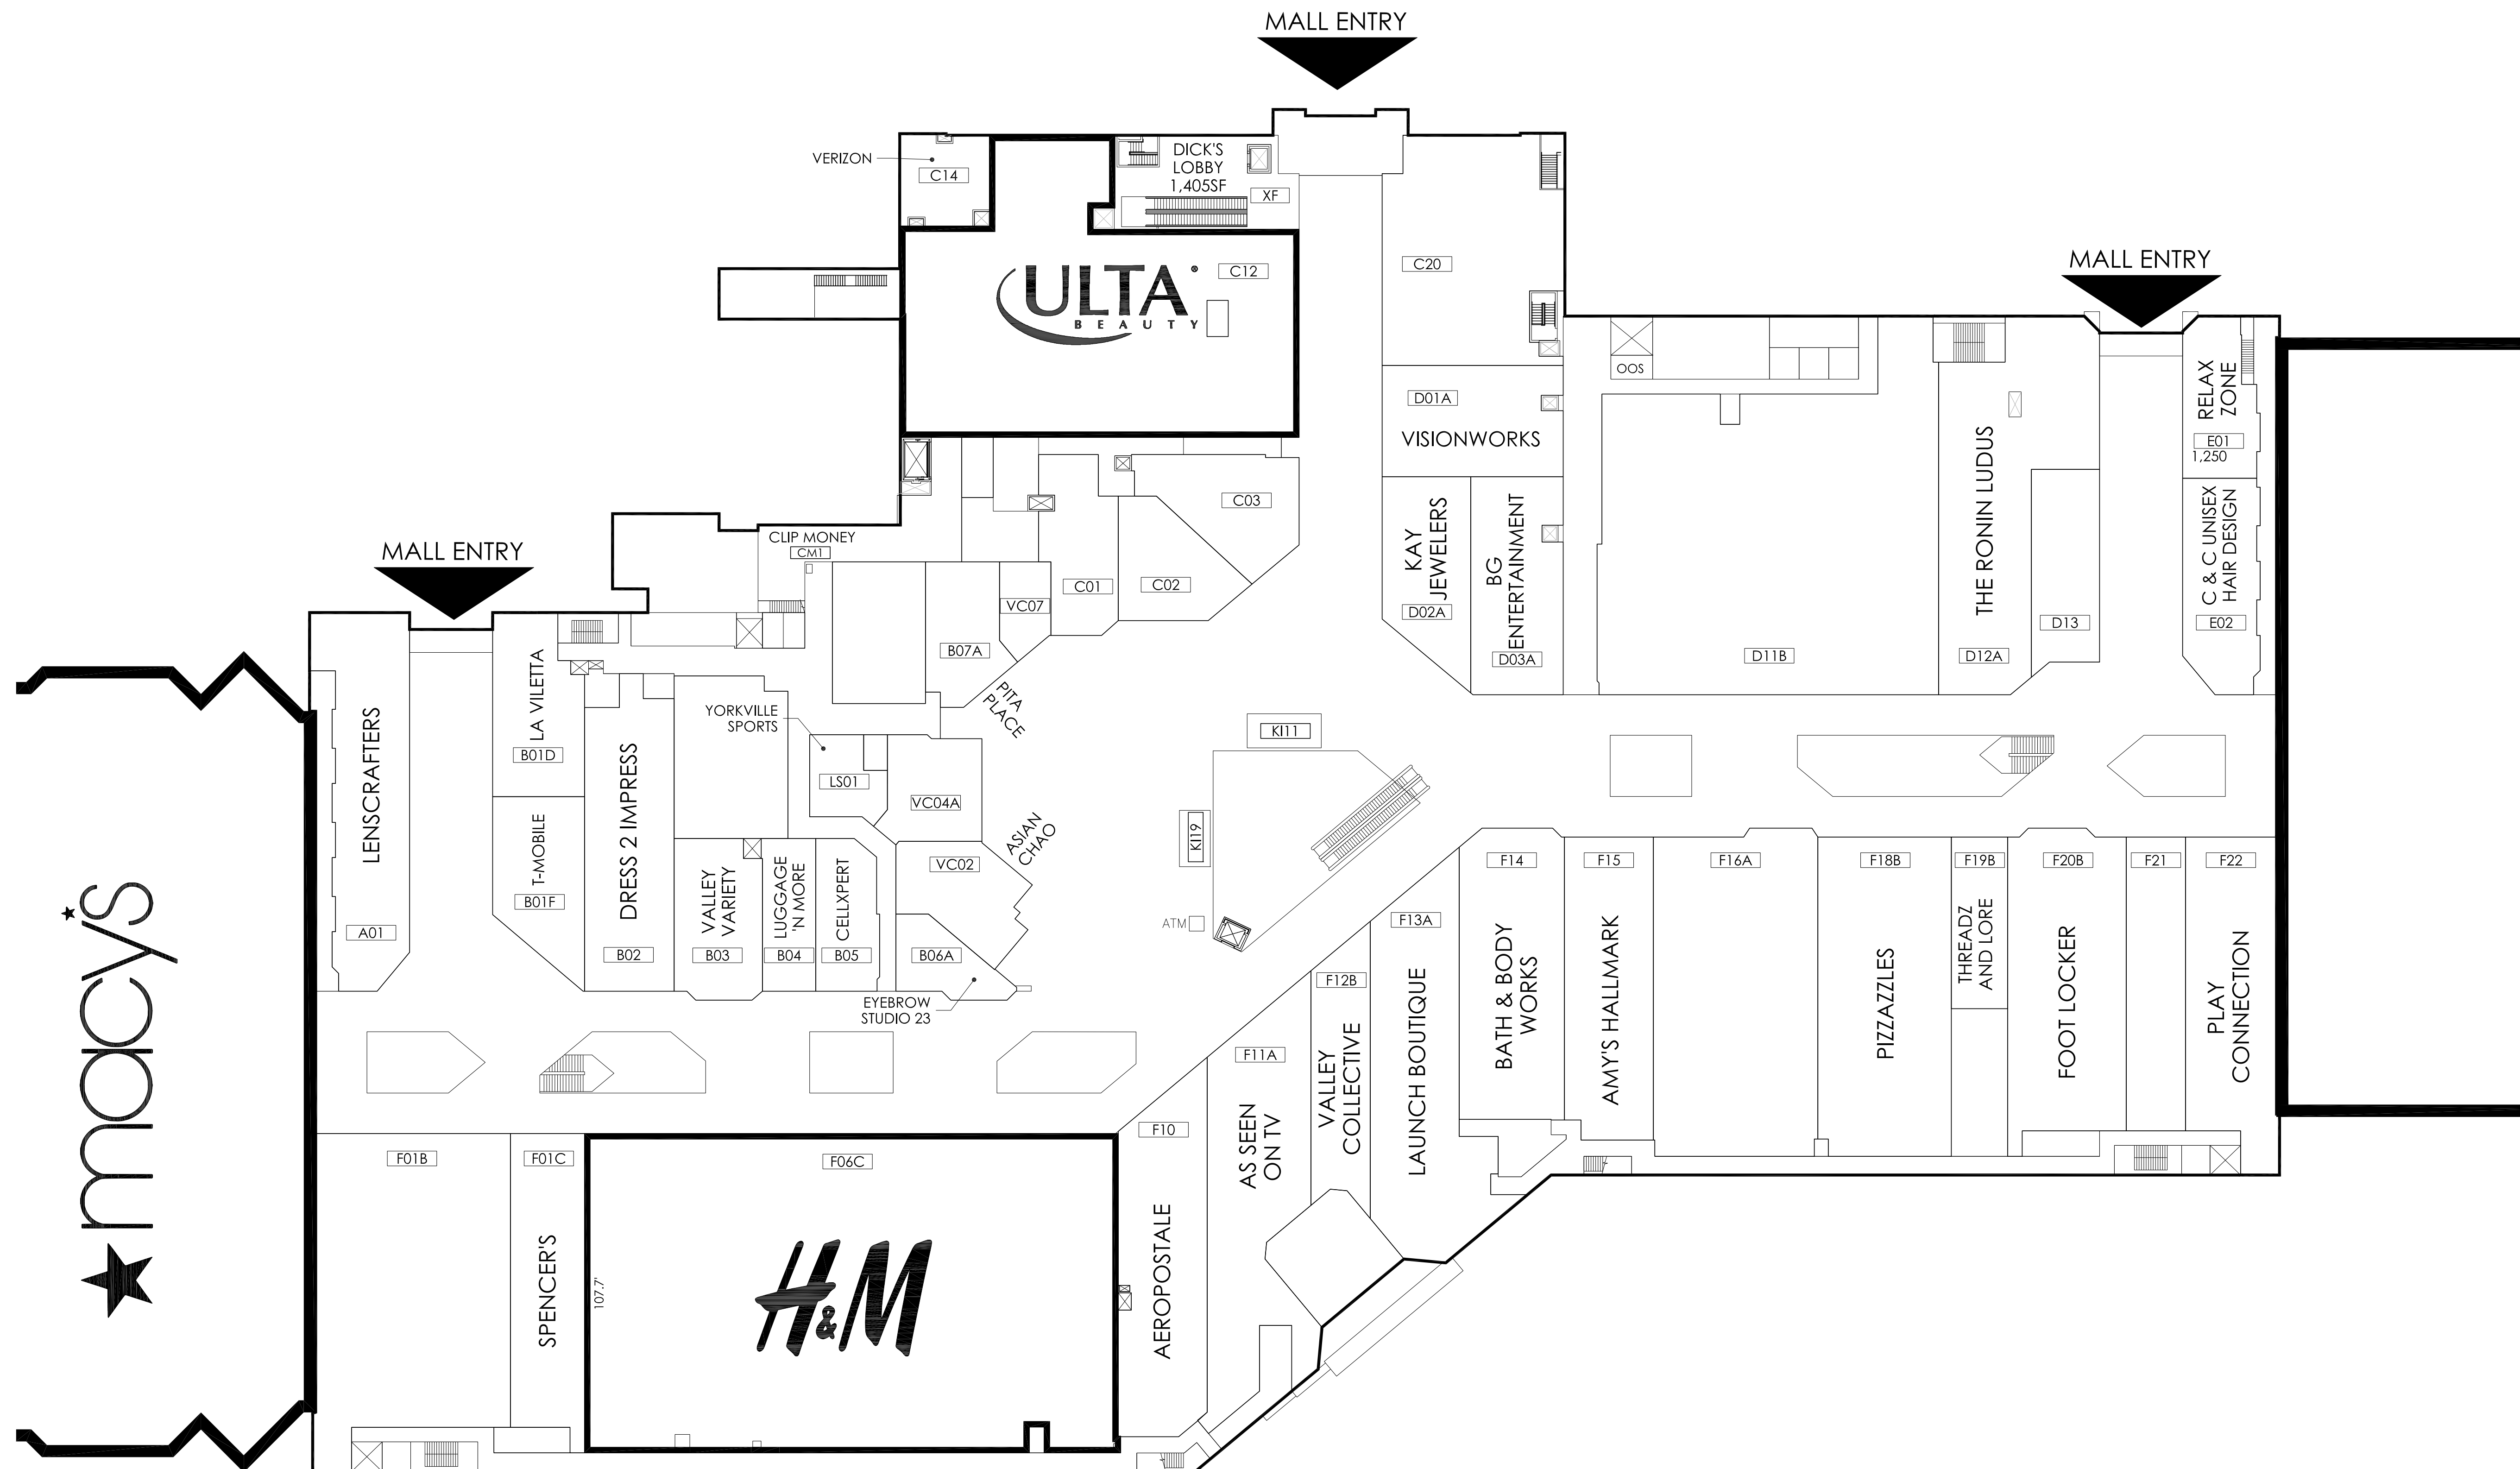 MALL ENTRY
VERIZON
C14
DICK'S
LOBBY
1,405SF
XF
ULTA®
BEAUTY
C12
C20
MALL ENTRY
OOS
D01A
VISIONWORKS
RELAX
ZONE
E01
1,250
C03
KAY
JEWELERS
D02A
BG
ENTERTAINMENT
D03A
D11B
THE RONIN LUDUS
D12A
D13
C & C UNISEX
HAIR DESIGN
E02
MALL ENTRY
CLIP MONEY
CM1
C01
C02
VC07
B07A
PITA
PLACE
LA VILETTA
B01D
YORKVILLE
SPORTS
LS01
VC04A
KI11
KI19
ATM
macy's
LENSCRAFTERS
A01
T-MOBILE
B01F
DRESS 2 IMPRESS
B02
VALLEY
VARIETY
B03
LUGGAGE
'N MORE
B04
CELLXPERT
B05
VC02
ASIAN
CHAO
B06A
EYEBROW
STUDIO 23
F14
BATH & BODY
WORKS
F15
AMY'S HALLMARK
F16A
F18B
PIZZAZZLES
F19B
THREADZ
AND LORE
F20B
FOOT LOCKER
F21
F22
PLAY
CONNECTION
F13A
LAUNCH BOUTIQUE
F12B
VALLEY
COLLECTIVE
F11A
AS SEEN
ON TV
F10
AEROPOSTALE
F01B
F01C
SPENCER'S
F06C
107.7'
H&M